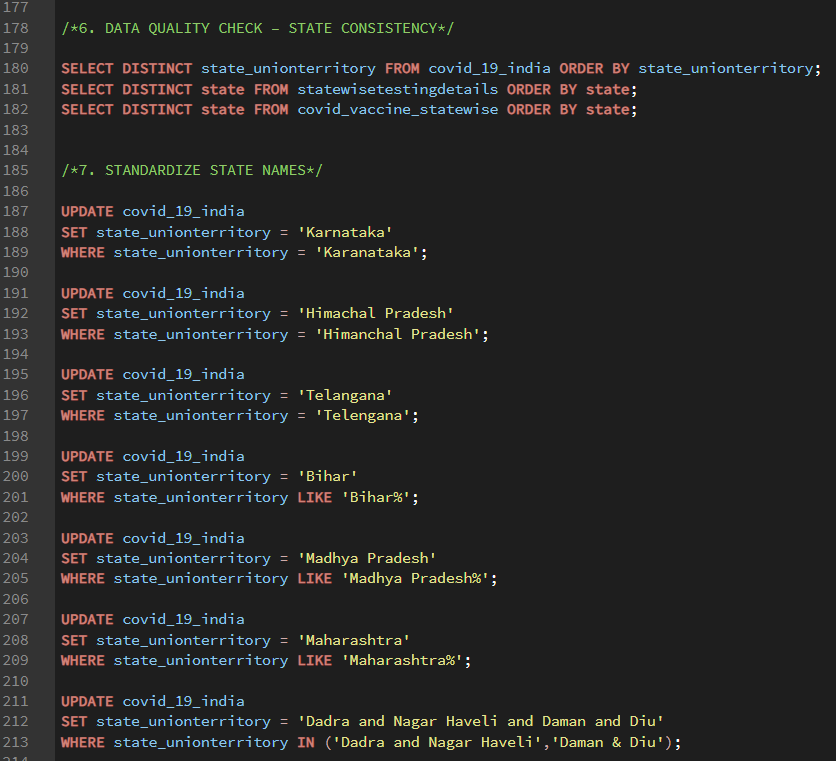 177
178 /*6. DATA QUALITY CHECK – STATE CONSISTENCY*/
179
180 SELECT DISTINCT state_unionterritory FROM covid_19_india ORDER BY state_unionterritory;
181 SELECT DISTINCT state FROM statewisetestingdetails ORDER BY state;
182 SELECT DISTINCT state FROM covid_vaccine_statewise ORDER BY state;
183
184
185 /*7. STANDARDIZE STATE NAMES*/
186
187 UPDATE covid_19_india
188 SET state_unionterritory = 'Karnataka'
189 WHERE state_unionterritory = 'Karanataka';
190
191 UPDATE covid_19_india
192 SET state_unionterritory = 'Himachal Pradesh'
193 WHERE state_unionterritory = 'Himanchal Pradesh';
194
195 UPDATE covid_19_india
196 SET state_unionterritory = 'Telangana'
197 WHERE state_unionterritory = 'Telengana';
198
199 UPDATE covid_19_india
200 SET state_unionterritory = 'Bihar'
201 WHERE state_unionterritory LIKE 'Bihar%';
202
203 UPDATE covid_19_india
204 SET state_unionterritory = 'Madhya Pradesh'
205 WHERE state_unionterritory LIKE 'Madhya Pradesh%';
206
207 UPDATE covid_19_india
208 SET state_unionterritory = 'Maharashtra'
209 WHERE state_unionterritory LIKE 'Maharashtra%';
210
211 UPDATE covid_19_india
212 SET state_unionterritory = 'Dadra and Nagar Haveli and Daman and Diu'
213 WHERE state_unionterritory IN ('Dadra and Nagar Haveli','Daman & Diu');
214